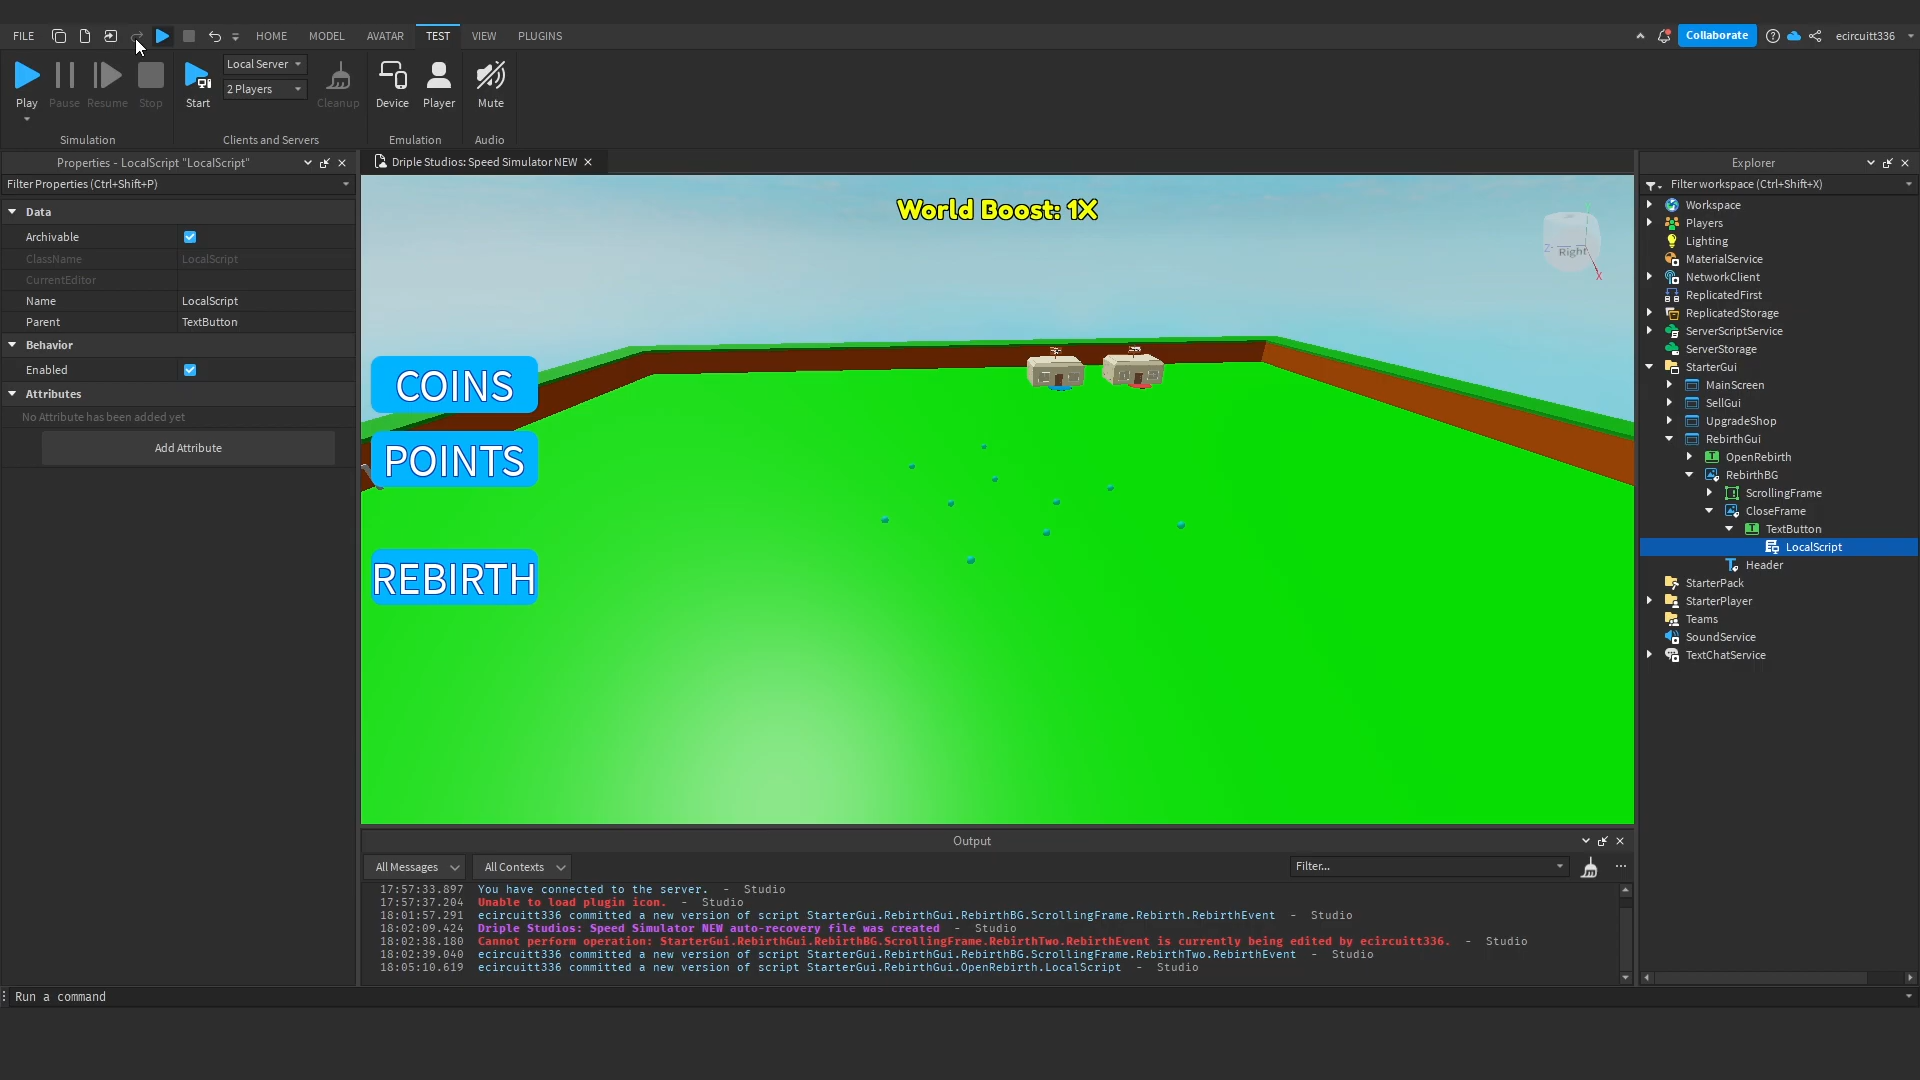 FILE HOME MODEL AVATAR TEST VIEW PLUGINS Collaborate ecircuitt336
Play Pause Resume Stop Start Local Server 2 Players Cleanup Device Player Mute
Simulation Clients and Servers Emulation Audio
Properties - LocalScript "LocalScript"
Filter Properties (Ctrl+Shift+P)
Data
Archivable
ClassName LocalScript
CurrentEditor
Name LocalScript
Parent TextButton
Behavior
Enabled
Attributes
No Attribute has been added yet
Add Attribute
Driple Studios: Speed Simulator NEW
World Boost: 1X
Z- Right X
COINS
POINTS
REBIRTH
Explorer
Filter workspace (Ctrl+Shift+X)
Workspace
Players
Lighting
MaterialService
NetworkClient
ReplicatedFirst
ReplicatedStorage
ServerScriptService
ServerStorage
StarterGui
MainScreen
SellGui
UpgradeShop
RebirthGui
OpenRebirth
RebirthBG
ScrollingFrame
CloseFrame
TextButton
LocalScript
Header
StarterPack
StarterPlayer
Teams
SoundService
TextChatService
Output
All Messages All Contexts Filter...
17:57:33.897 You have connected to the server. - Studio
17:57:37.204 Unable to load plugin icon. - Studio
18:01:57.291 ecircuitt336 committed a new version of script StarterGui.RebirthGui.RebirthBG.ScrollingFrame.Rebirth.RebirthEvent - Studio
18:02:09.424 Driple Studios: Speed Simulator NEW auto-recovery file was created - Studio
18:02:38.180 Cannot perform operation: StarterGui.RebirthGui.RebirthBG.ScrollingFrame.RebirthTwo.RebirthEvent is currently being edited by ecircuitt336. - Studio
18:02:39.040 ecircuitt336 committed a new version of script StarterGui.RebirthGui.RebirthBG.ScrollingFrame.RebirthTwo.RebirthEvent - Studio
18:05:10.619 ecircuitt336 committed a new version of script StarterGui.RebirthGui.OpenRebirth.LocalScript - Studio
Run a command